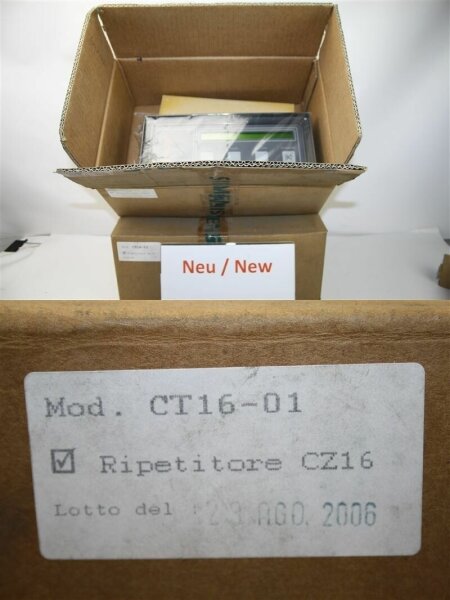 Neu / New
Mod. CT16-01
☑ Ripetitore CZ16
Lotto del 23 AGO. 2006